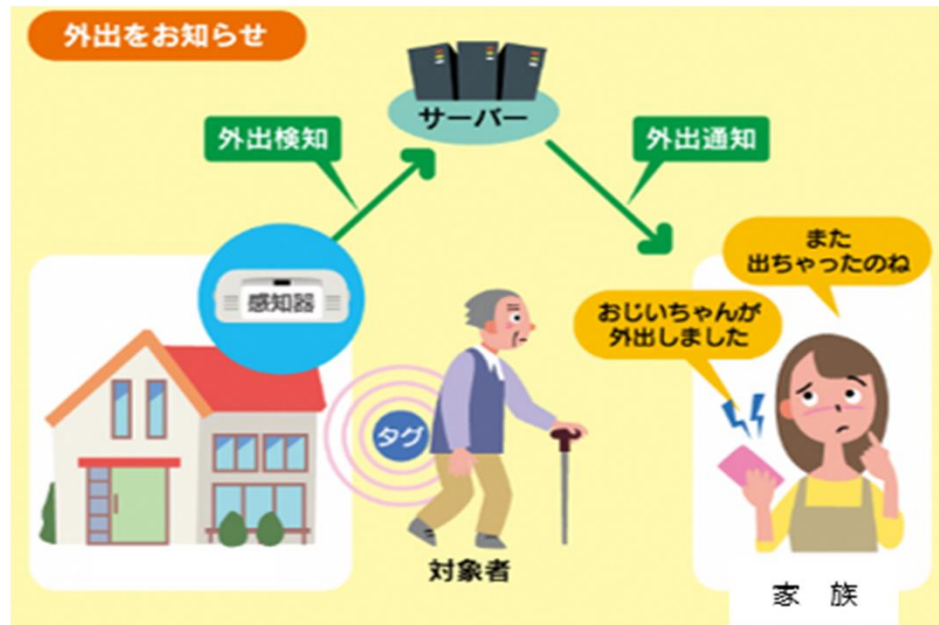 外出をお知らせ
サーバー
外出検知
外出通知
感知器
また
出ちゃったのね
おじいちゃんが
外出しました
タグ
対象者
家　族